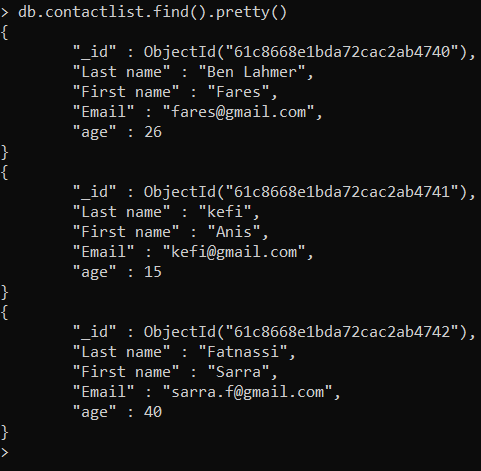 > db.contactlist.find().pretty()
{
        "_id" : ObjectId("61c8668e1bda72cac2ab4740"),
        "Last name" : "Ben Lahmer",
        "First name" : "Fares",
        "Email" : "fares@gmail.com",
        "age" : 26
}
{
        "_id" : ObjectId("61c8668e1bda72cac2ab4741"),
        "Last name" : "kefi",
        "First name" : "Anis",
        "Email" : "kefi@gmail.com",
        "age" : 15
}
{
        "_id" : ObjectId("61c8668e1bda72cac2ab4742"),
        "Last name" : "Fatnassi",
        "First name" : "Sarra",
        "Email" : "sarra.f@gmail.com",
        "age" : 40
}
>